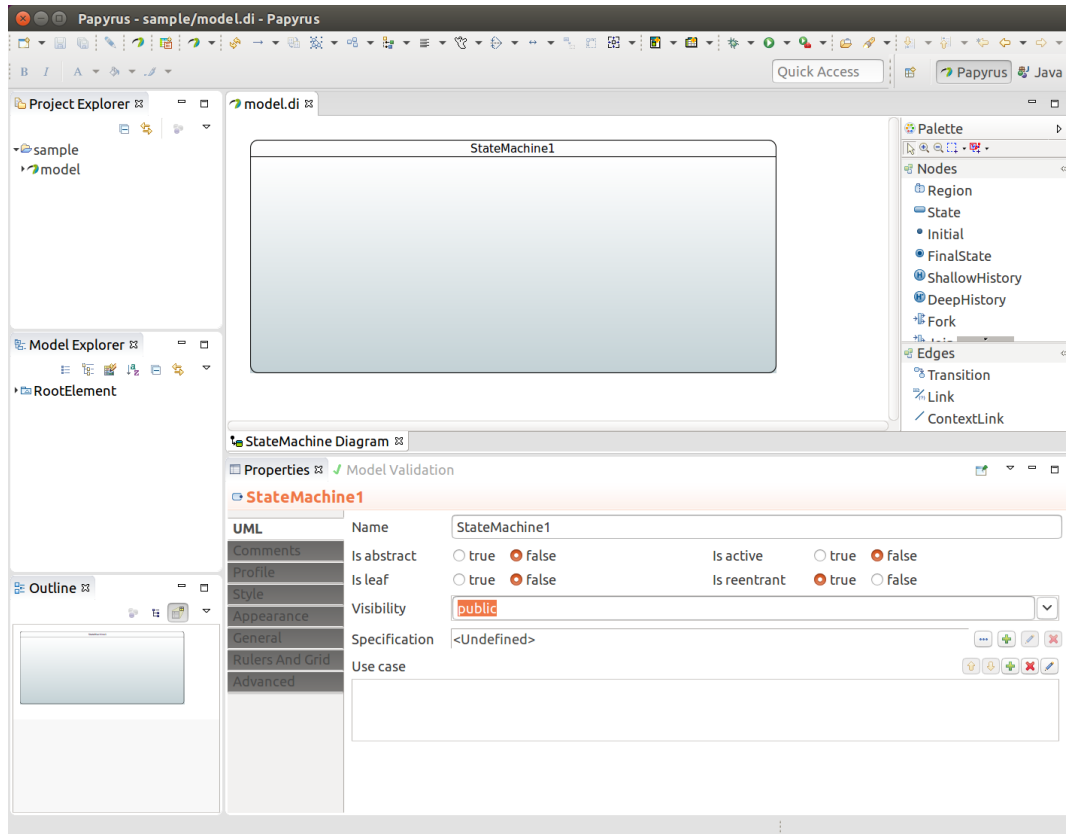 Papyrus - sample/model.di - Papyrus
B I A
Quick Access
Papyrus
Java
Project Explorer
sample
model
model.di
StateMachine1
Palette
Nodes
Region
State
Initial
FinalState
ShallowHistory
DeepHistory
Fork
Edges
Transition
Link
ContextLink
Model Explorer
RootElement
StateMachine Diagram
Properties
Model Validation
StateMachine1
UML
Comments
Profile
Style
Appearance
General
Rulers And Grid
Advanced
Name StateMachine1
Is abstract true false Is active true false
Is leaf true false Is reentrant true false
Visibility public
Specification <Undefined>
Use case
Outline